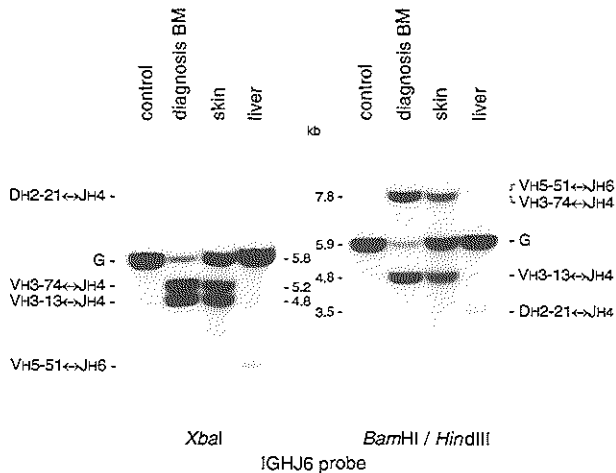 control
diagnosis BM
skin
liver
control
diagnosis BM
skin
liver
kb
DH2-21↔JH4 -
G -
VH3-74↔JH4 -
VH3-13↔JH4 -
VH5-51↔JH6 -
- 5.8
- 5.2
- 4.8
7.8 -
5.9 -
4.8 -
3.5 -
VH5-51↔JH6
VH3-74↔JH4
- G
- VH3-13↔JH4
- DH2-21↔JH4
XbaI
BamHI / HindIII
IGHJ6 probe